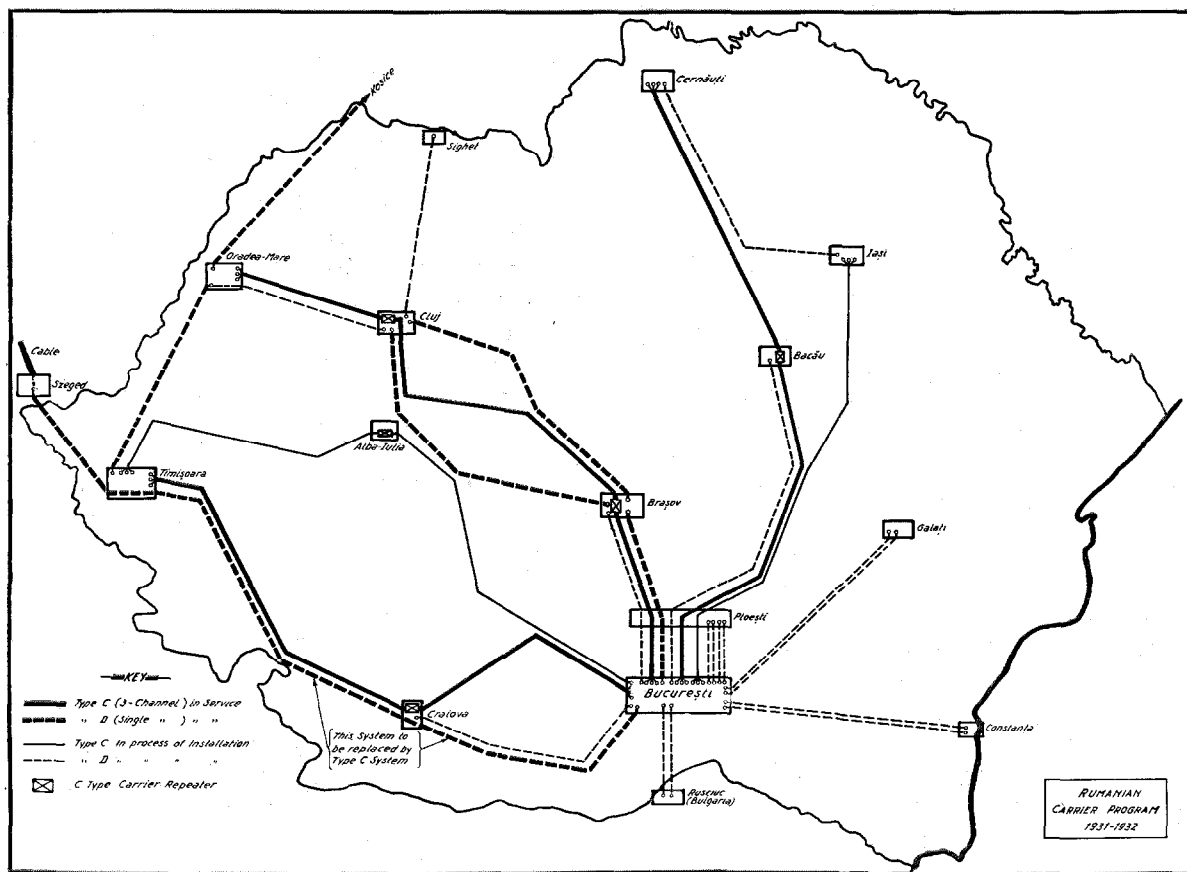 Kosice
Cernăuți
Sighet
Oradea-Mare
Iași
Cluj
Cable
Bacău
Szeged
Alba-Iulia
Timișoara
Brașov
Galați
Ploești
București
KEY
Type C (3-Channel) in Service
" D (Single " ) " "
Type C In process of Installation
" D " " " "
C Type Carrier Repeater
Craiova
This System to
be replaced by
Type C System
Constanta
Rusciuc
(Bulgaria)
RUMANIAN
CARRIER PROGRAM
1931-1932